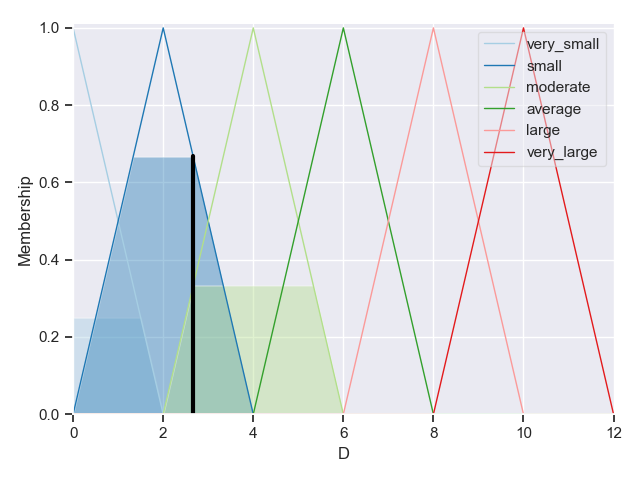 1.0
0.8
0.6
0.4
0.2
0.0
Membership
very_small
small
moderate
average
large
very_large
0 2 4 6 8 10 12
D